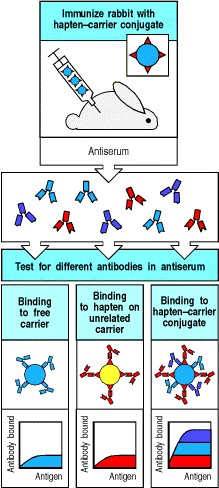 Immunize rabbit with
hapten–carrier conjugate
Antiserum
Test for different antibodies in antiserum
Binding
to free
carrier
Binding
to hapten on
unrelated
carrier
Binding to
hapten–carrier
conjugate
Antibody bound
Antigen
Antibody bound
Antigen
Antibody bound
Antigen